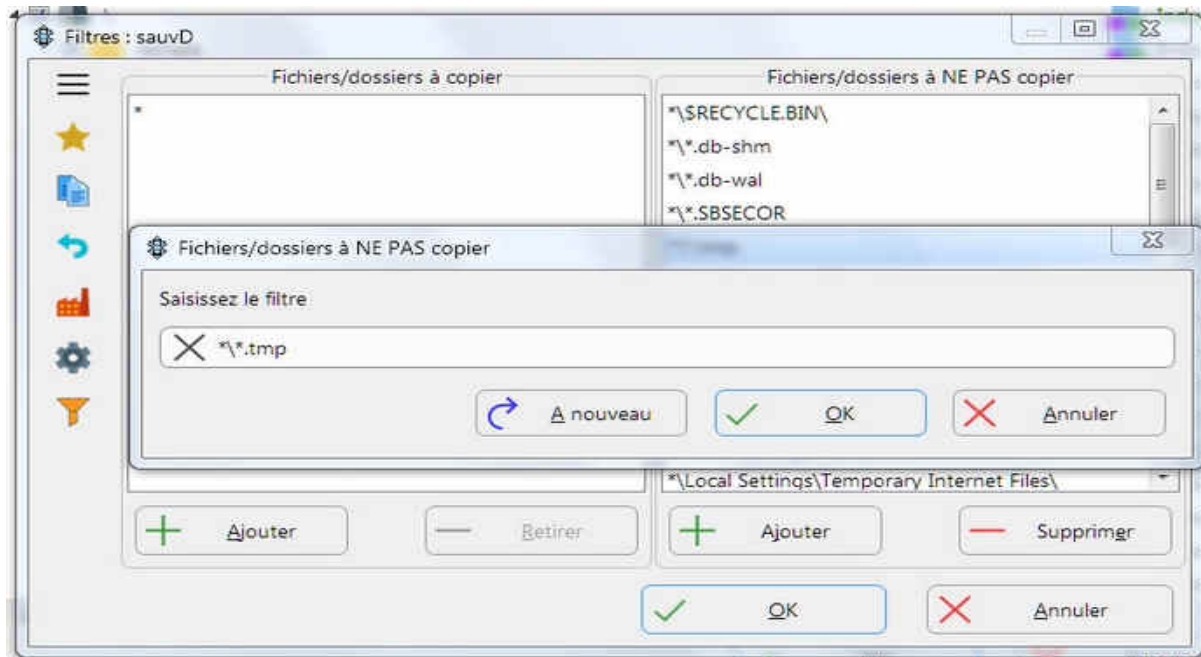 Filtres : sauvD
Fichiers/dossiers à copier
*
Fichiers/dossiers à NE PAS copier
*\$RECYCLE.BIN\
*\*.db-shm
*\*.db-wal
*\*.SBSECOR
Fichiers/dossiers à NE PAS copier
Saisissez le filtre
*\*.tmp
A nouveau
OK
Annuler
*\Local Settings\Temporary Internet Files\
Ajouter
Retirer
Ajouter
Supprimer
OK
Annuler